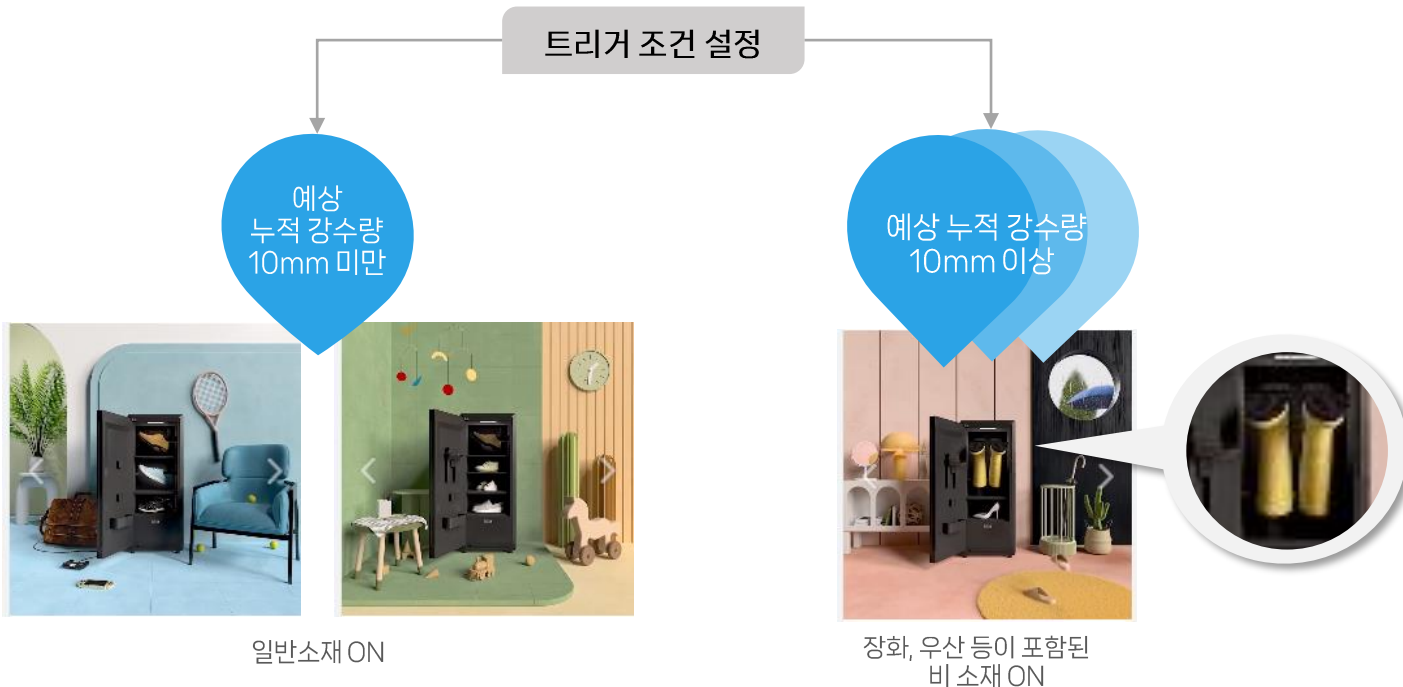 트리거 조건 설정
예상
누적 강수량
10mm 미만
예상 누적 강수량
10mm 이상
일반소재 ON
장화, 우산 등이 포함된
비 소재 ON